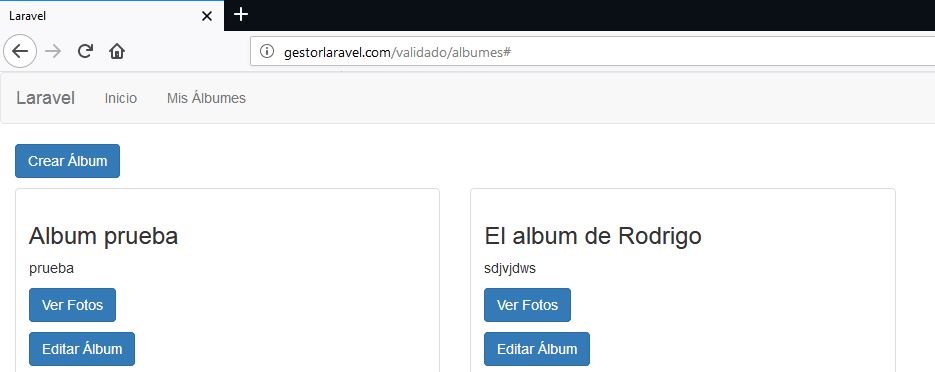 Laravel
gestorlaravel.com/validado/albumes#
Laravel Inicio Mis Álbumes
Crear Álbum
Album prueba
prueba
Ver Fotos
Editar Álbum
El album de Rodrigo
sdjvjdws
Ver Fotos
Editar Álbum